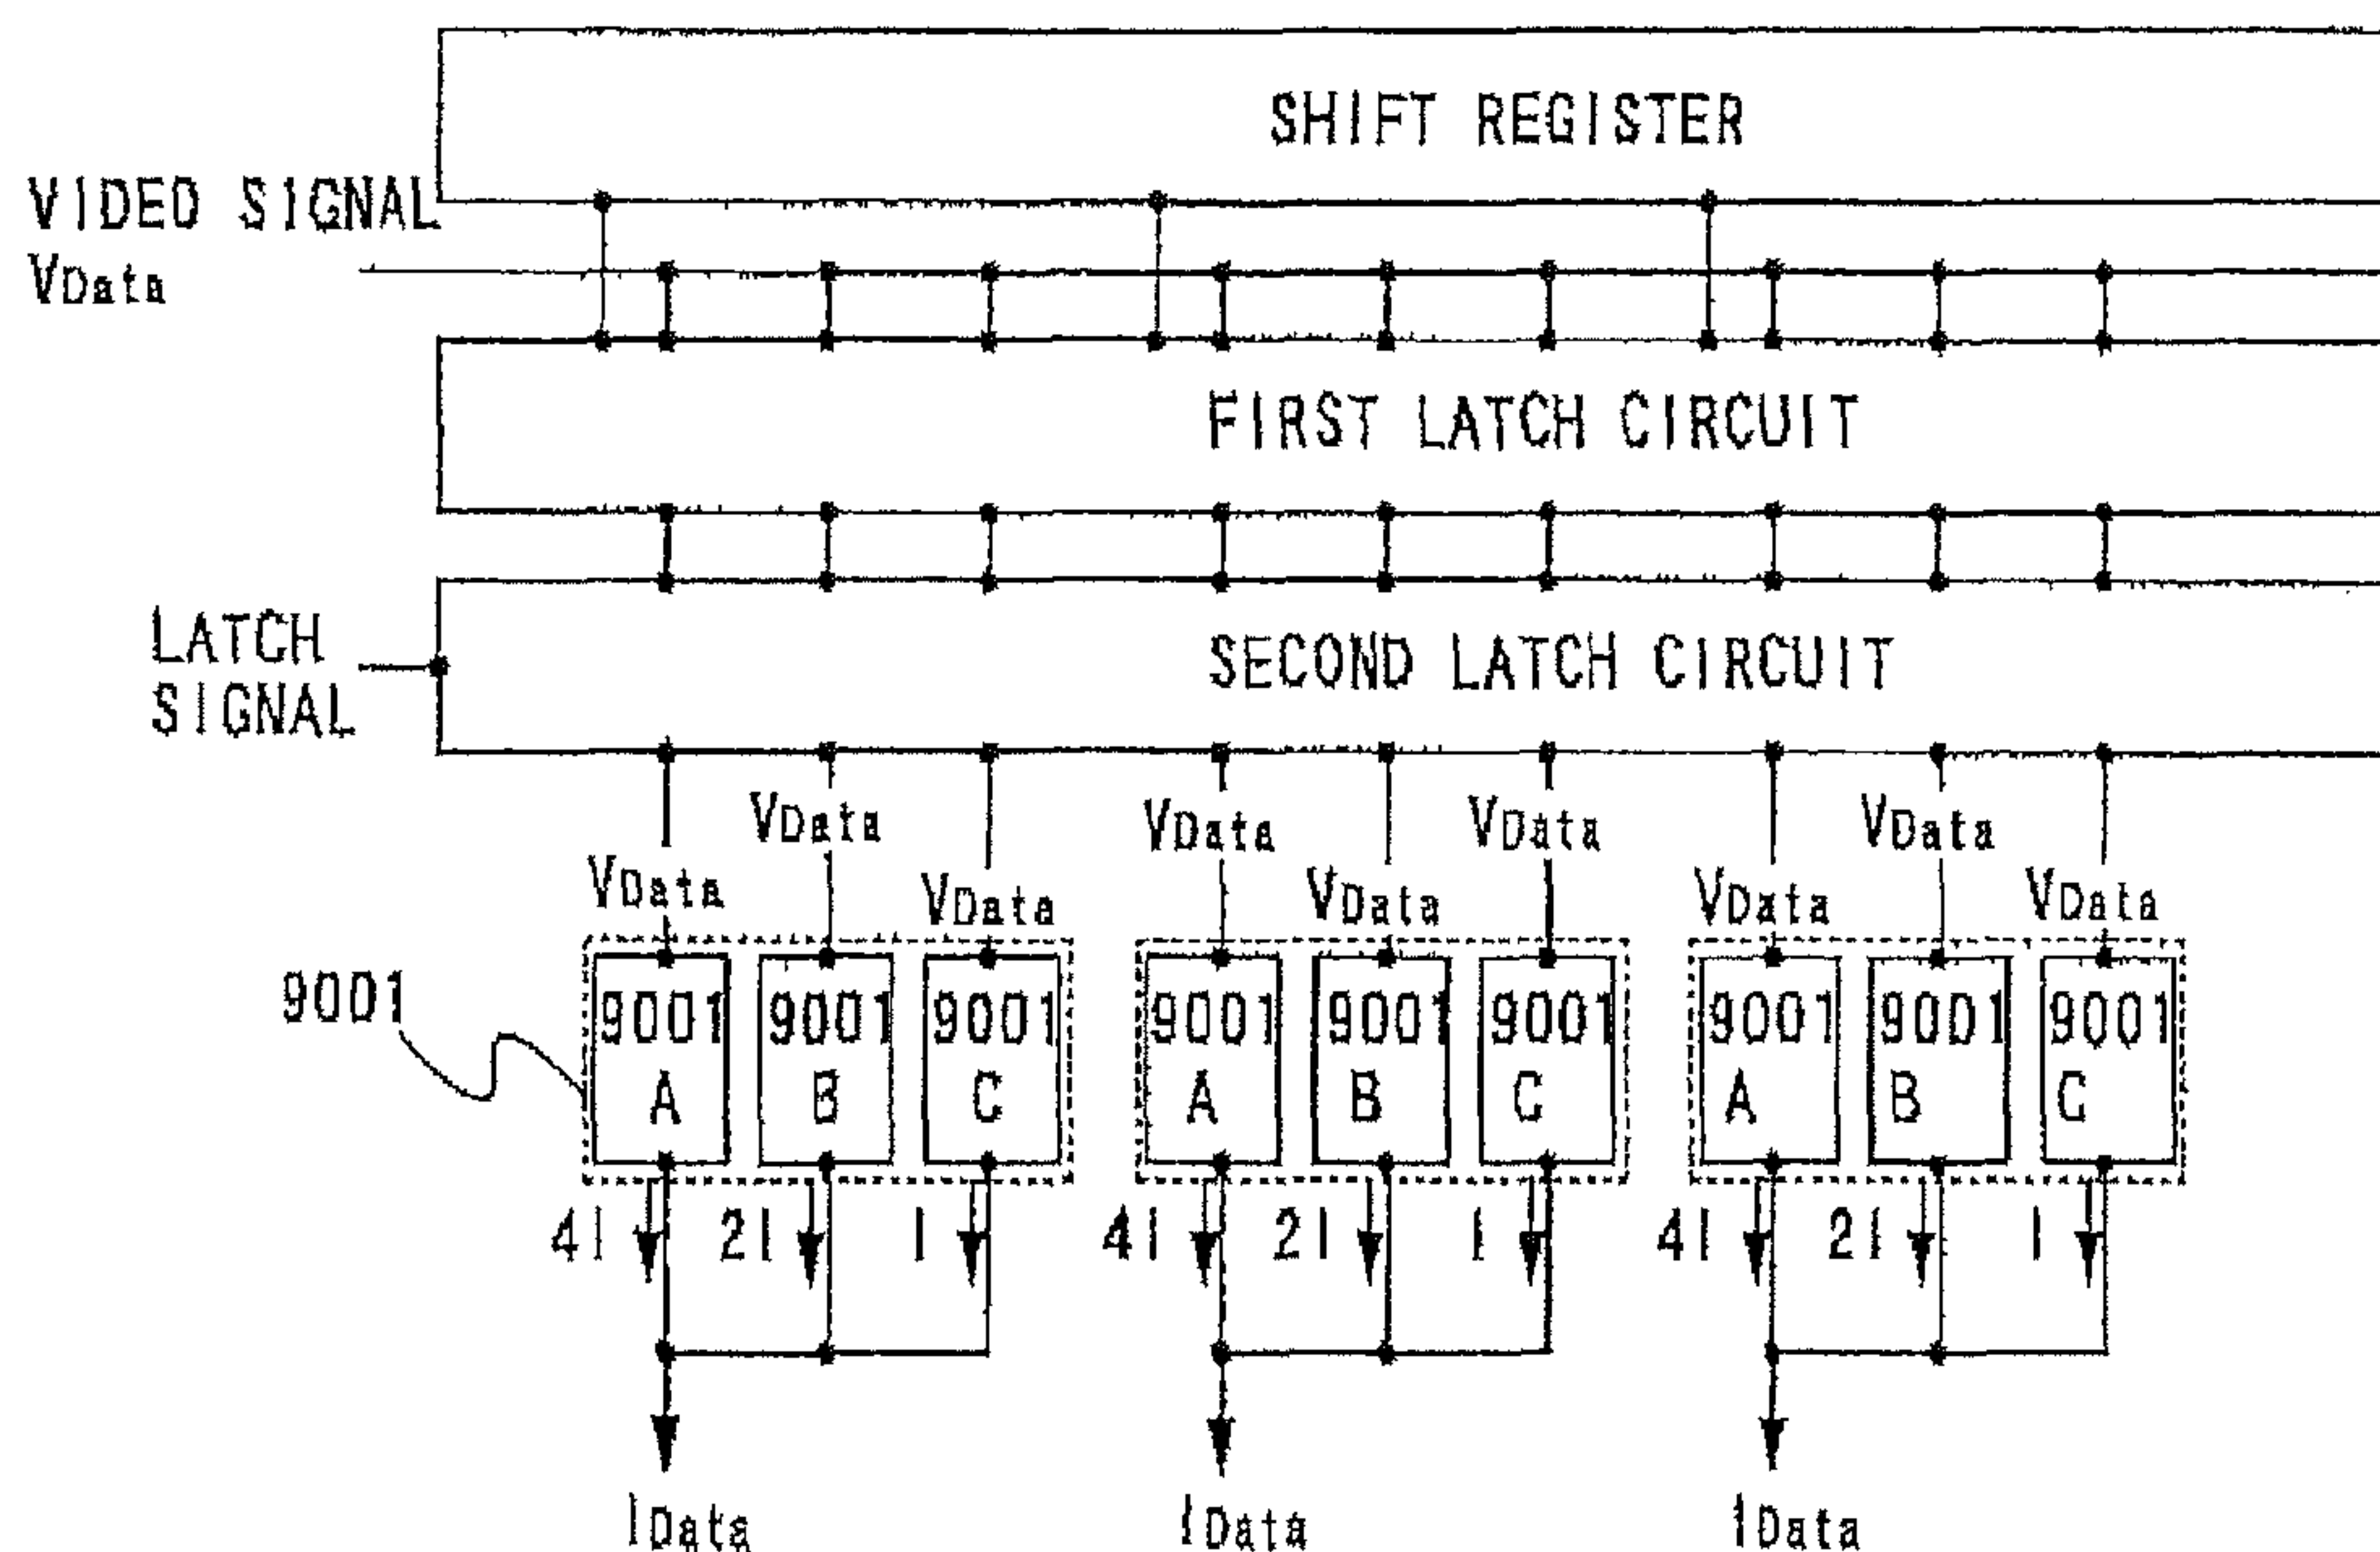 SHIFT REGISTER
VIDEO SIGNAL
VData
FIRST LATCH CIRCUIT
LATCH
SIGNAL
SECOND LATCH CIRCUIT
VData VData VData VData
VData VData VData VData VData
9001
9001 9001 9001 9001 9001 9001 9001 9001 9001
A B C A B C A B C
4I 2I I 4I 2I I 4I 2I I
IData IData IData